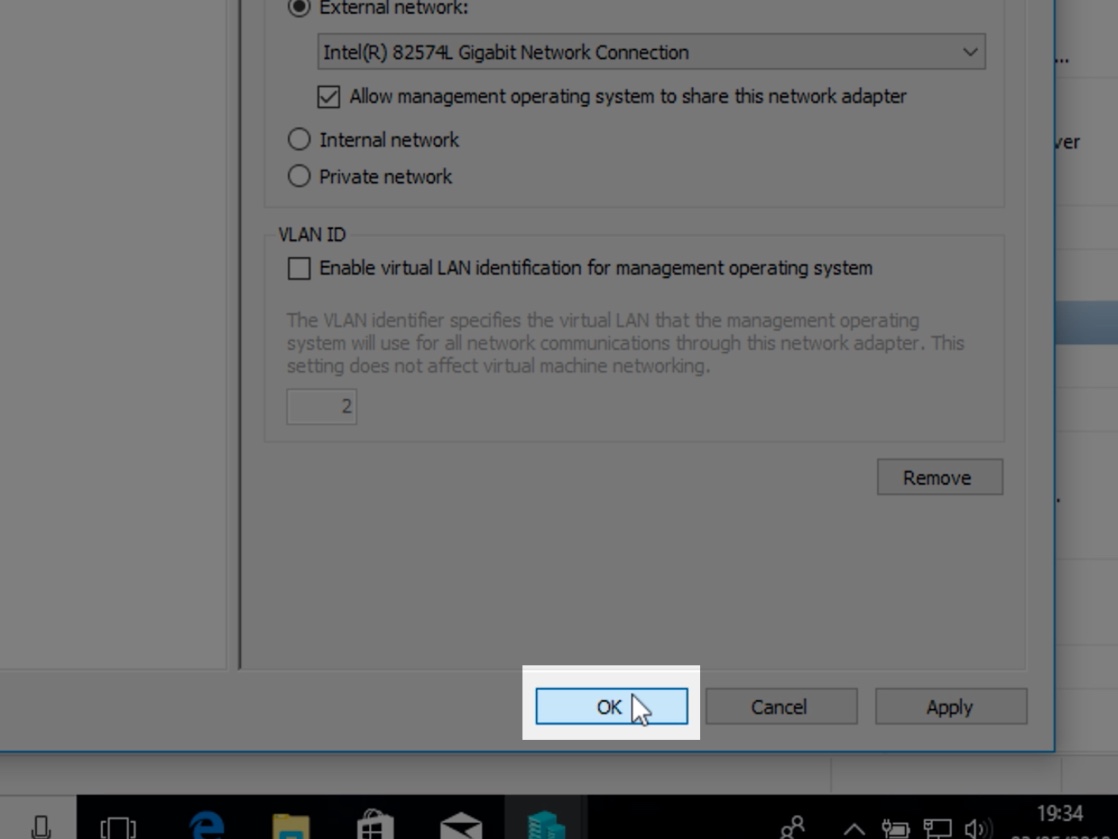 External network:
Intel(R) 82574L Gigabit Network Connection
...
Allow management operating system to share this network adapter
Internal network
ver
Private network
VLAN ID
Enable virtual LAN identification for management operating system
The VLAN identifier specifies the virtual LAN that the management operating
system will use for all network communications through this network adapter. This
setting does not affect virtual machine networking.
2
Remove
.
OK
Cancel
Apply
19:34